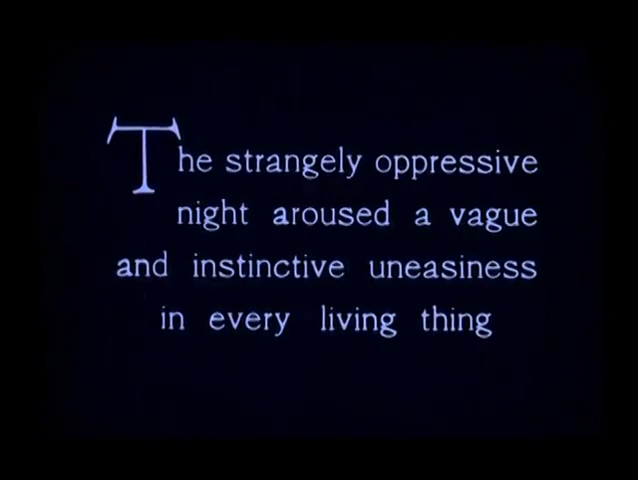 The strangely oppressive
night aroused a vague
and instinctive uneasiness
in every living thing